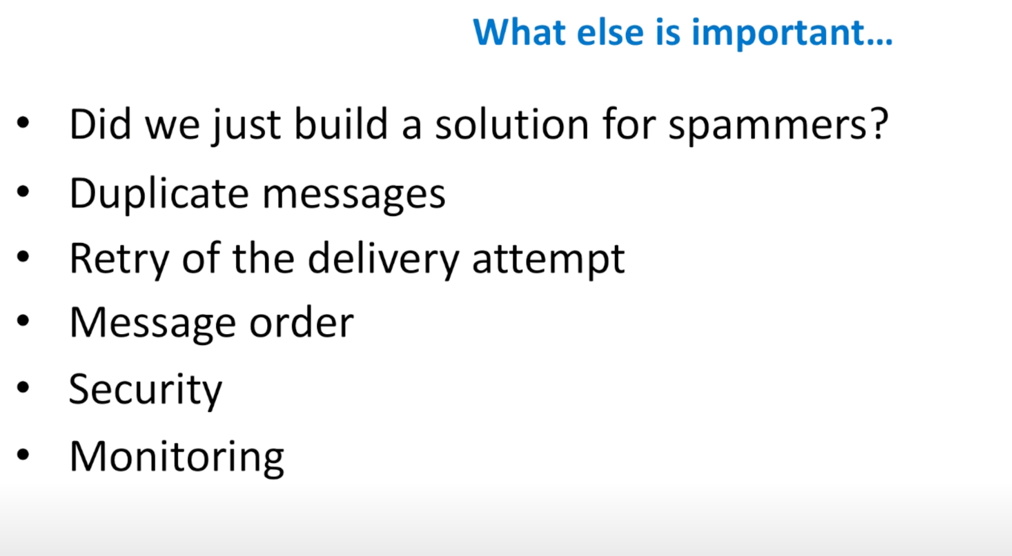 What else is important...
• Did we just build a solution for spammers?
• Duplicate messages
• Retry of the delivery attempt
• Message order
• Security
• Monitoring